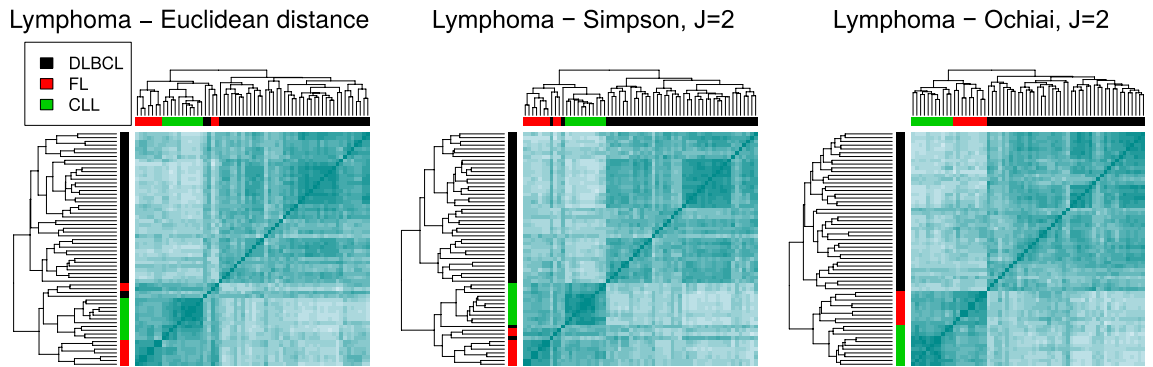 Lymphoma − Euclidean distance
Lymphoma − Simpson, J=2
Lymphoma − Ochiai, J=2
DLBCL
FL
CLL